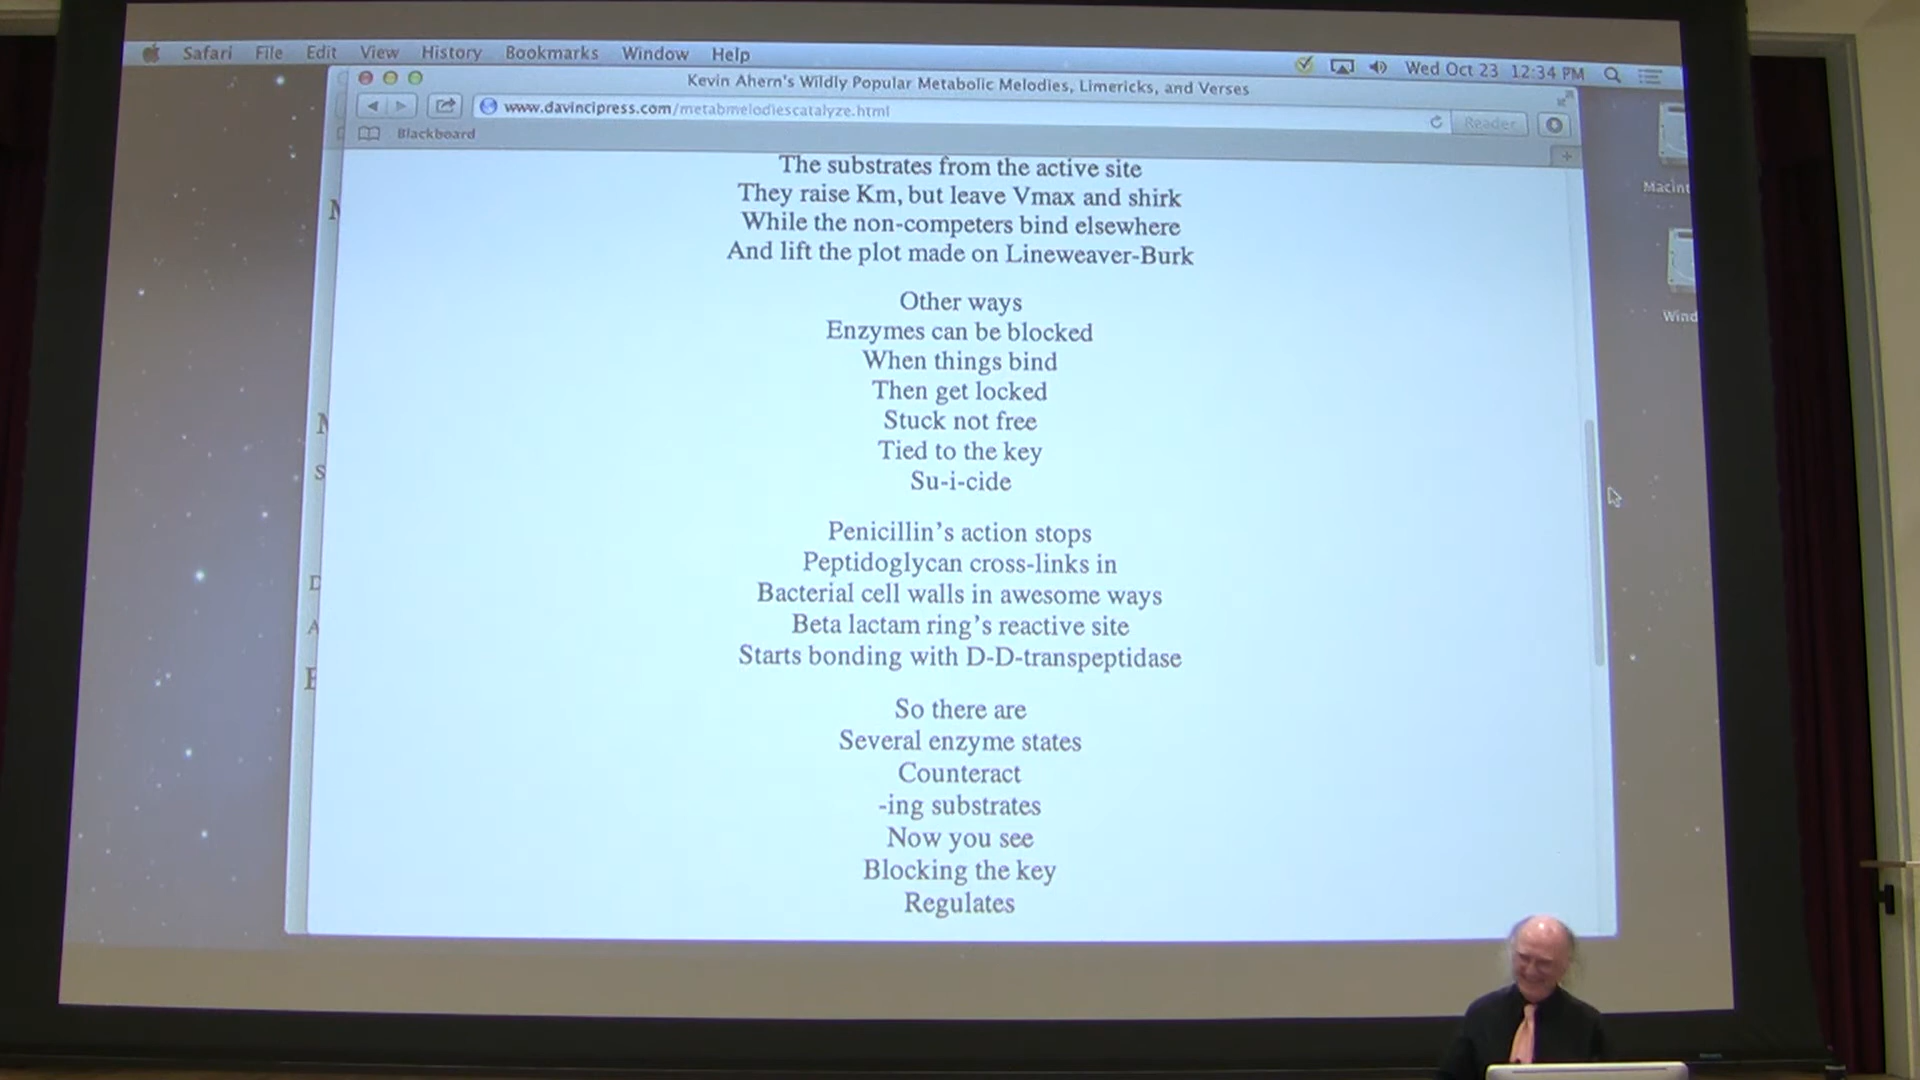 Safari File Edit View History Bookmarks Window Help
Wed Oct 23 12:34 PM
Kevin Ahern's Wildly Popular Metabolic Melodies, Limericks, and Verses
www.davincipress.com/metabmelodiescatalyze.html
Reader
Blackboard
The substrates from the active site
They raise Km, but leave Vmax and shirk
While the non-competers bind elsewhere
And lift the plot made on Lineweaver-Burk
Other ways
Enzymes can be blocked
When things bind
Then get locked
Stuck not free
Tied to the key
Su-i-cide
Penicillin’s action stops
Peptidoglycan cross-links in
Bacterial cell walls in awesome ways
Beta lactam ring’s reactive site
Starts bonding with D-D-transpeptidase
So there are
Several enzyme states
Counteract
-ing substrates
Now you see
Blocking the key
Regulates
Macint
Wind